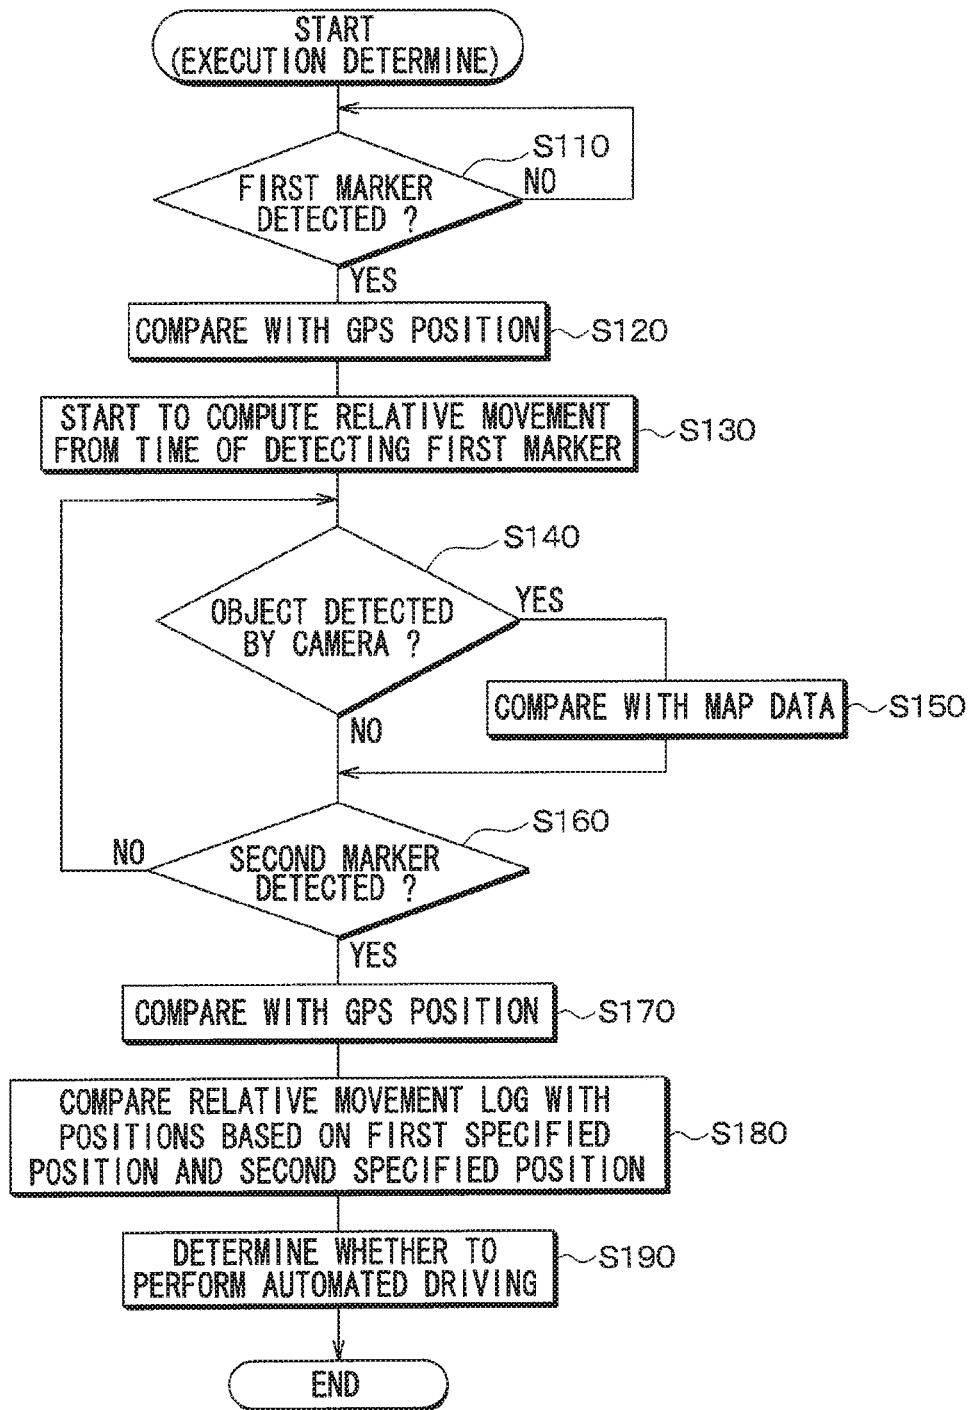 START
(EXECUTION DETERMINE)
S110
NO
FIRST MARKER
DETECTED ?
YES
COMPARE WITH GPS POSITION
S120
START TO COMPUTE RELATIVE MOVEMENT
FROM TIME OF DETECTING FIRST MARKER
S130
S140
YES
OBJECT DETECTED
BY CAMERA ?
COMPARE WITH MAP DATA
S150
NO
S160
NO
SECOND MARKER
DETECTED ?
YES
COMPARE WITH GPS POSITION
S170
COMPARE RELATIVE MOVEMENT LOG WITH
POSITIONS BASED ON FIRST SPECIFIED
POSITION AND SECOND SPECIFIED POSITION
S180
DETERMINE WHETHER TO
PERFORM AUTOMATED DRIVING
S190
END